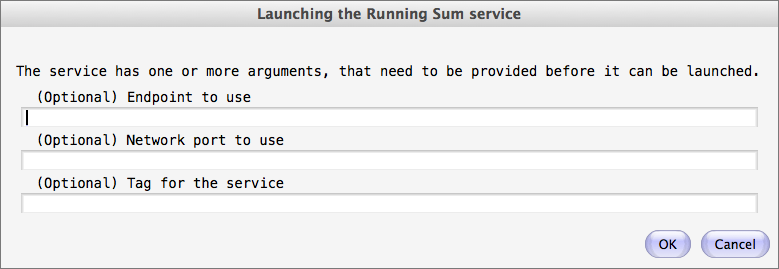 Launching the Running Sum service
The service has one or more arguments, that need to be provided before it can be launched.
(Optional) Endpoint to use
(Optional) Network port to use
(Optional) Tag for the service
OK Cancel